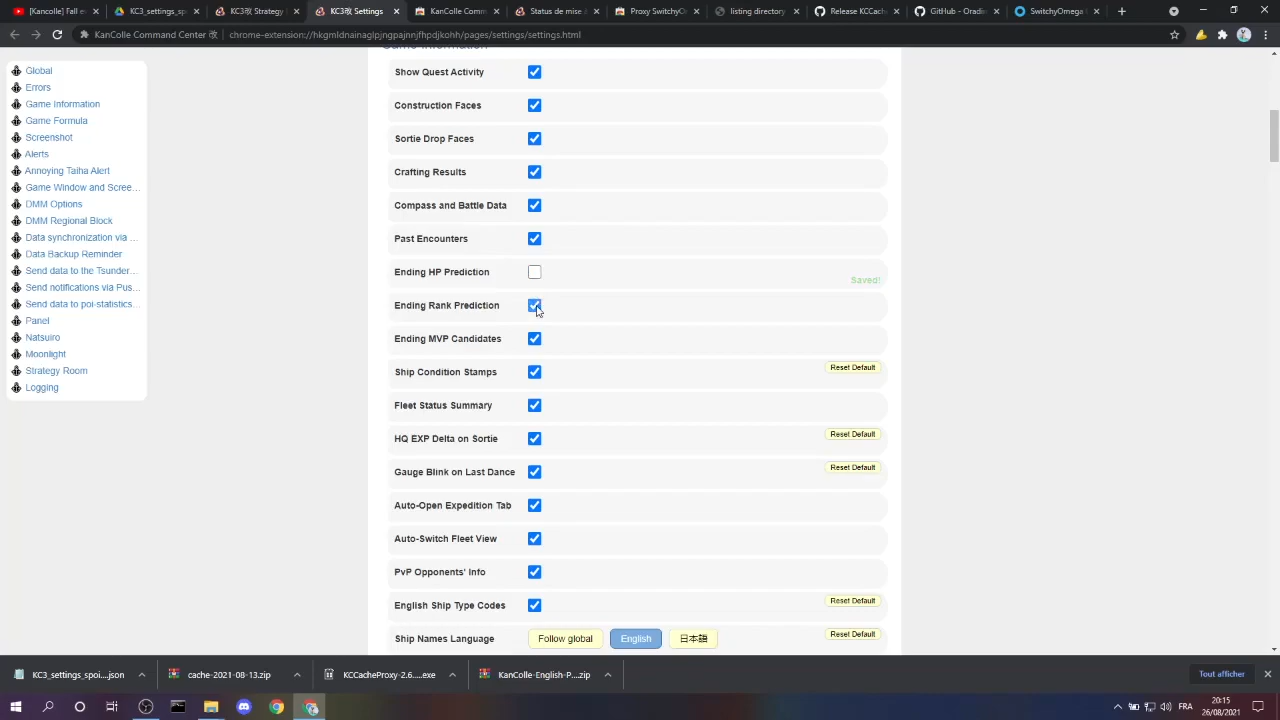 [Kancolle] Fall e
KC3_settings_sp
KC3改 Strategy
KC3改 Settings
KanColle Comm
Status de mise à
Proxy SwitchyO
listing directory
Release KCCach
GitHub - Oradie
SwitchyOmega
KanColle Command Center 改 | chrome-extension://hkgmldnainaglpjngpajnnjfhpdjkohh/pages/settings/settings.html
Global
Errors
Game Information
Game Formula
Screenshot
Alerts
Annoying Taiha Alert
Game Window and Scree...
DMM Options
DMM Regional Block
Data synchronization via ...
Data Backup Reminder
Send data to the Tsunder...
Send notifications via Pus...
Send data to poi-statistics...
Panel
Natsuiro
Moonlight
Strategy Room
Logging
Game Information
Show Quest Activity
Construction Faces
Sortie Drop Faces
Crafting Results
Compass and Battle Data
Past Encounters
Ending HP Prediction
Saved!
Ending Rank Prediction
Ending MVP Candidates
Ship Condition Stamps Reset Default
Fleet Status Summary
HQ EXP Delta on Sortie Reset Default
Gauge Blink on Last Dance Reset Default
Auto-Open Expedition Tab
Auto-Switch Fleet View
PvP Opponents' Info
English Ship Type Codes Reset Default
Ship Names Language Follow global English 日本語 Reset Default
KC3_settings_spoi....json
cache-2021-08-13.zip
KCCacheProxy-2.6....exe
KanColle-English-P....zip
Tout afficher
FRA
20:15
26/08/2021